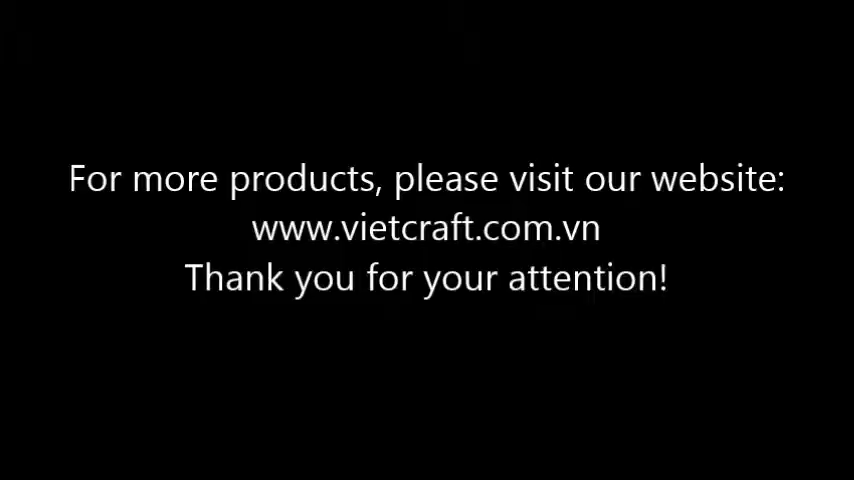 For more products, please visit our website:
www.vietcraft.com.vn
Thank you for your attention!